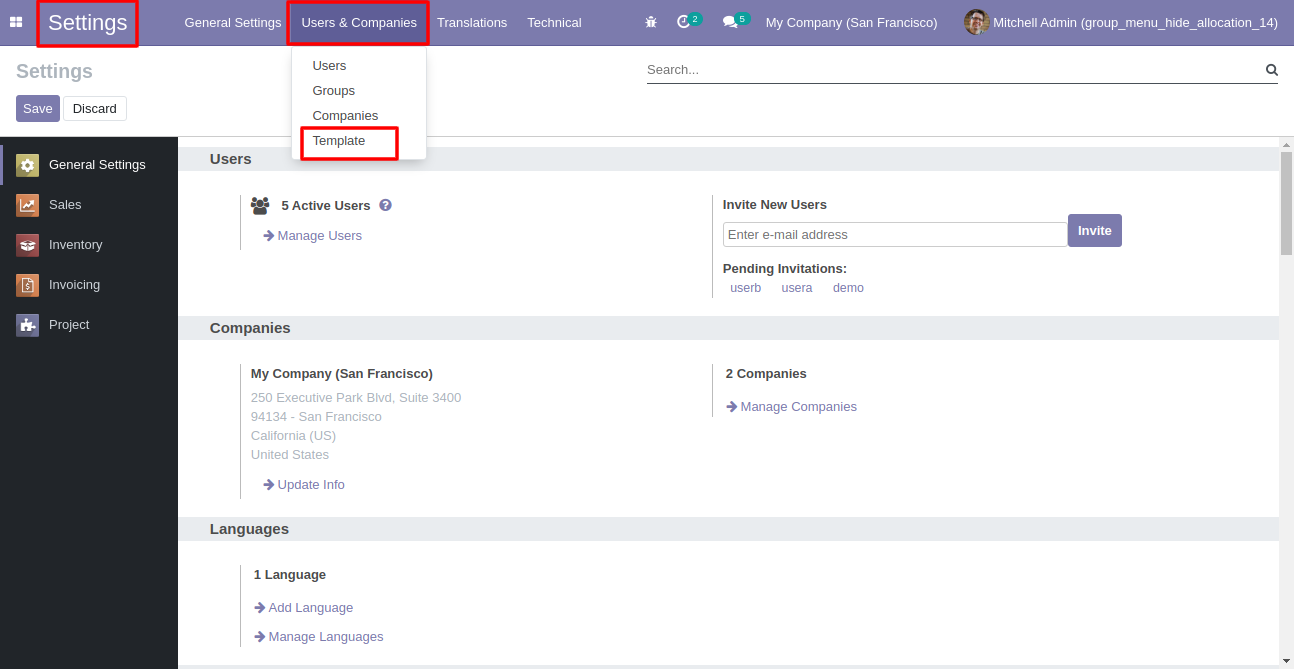 Settings General Settings Users & Companies Translations Technical 2 5 My Company (San Francisco) Mitchell Admin (group_menu_hide_allocation_14)
Users
Groups
Companies
Template
Settings
Search...
Save Discard
General Settings
Sales
Inventory
Invoicing
Project
Users
5 Active Users ?
Manage Users
Invite New Users
Enter e-mail address Invite
Pending Invitations:
userb usera demo
Companies
My Company (San Francisco)
250 Executive Park Blvd, Suite 3400
94134 - San Francisco
California (US)
United States
Update Info
2 Companies
Manage Companies
Languages
1 Language
Add Language
Manage Languages